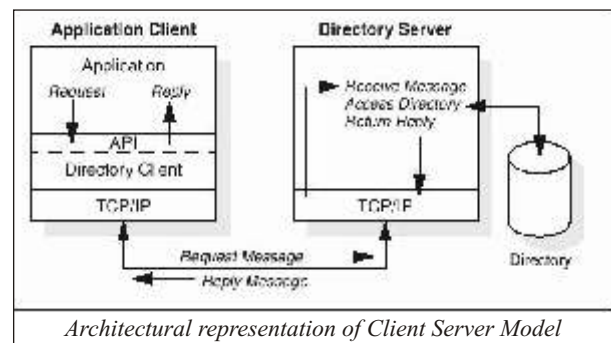 Application Client
Directory Server
Application
Request
Reply
API
Directory Client
TCP/IP
Receive Message
Access Directory
Return Reply
TCP/IP
Directory
Request Message
Reply Message
Architectural representation of Client Server Model